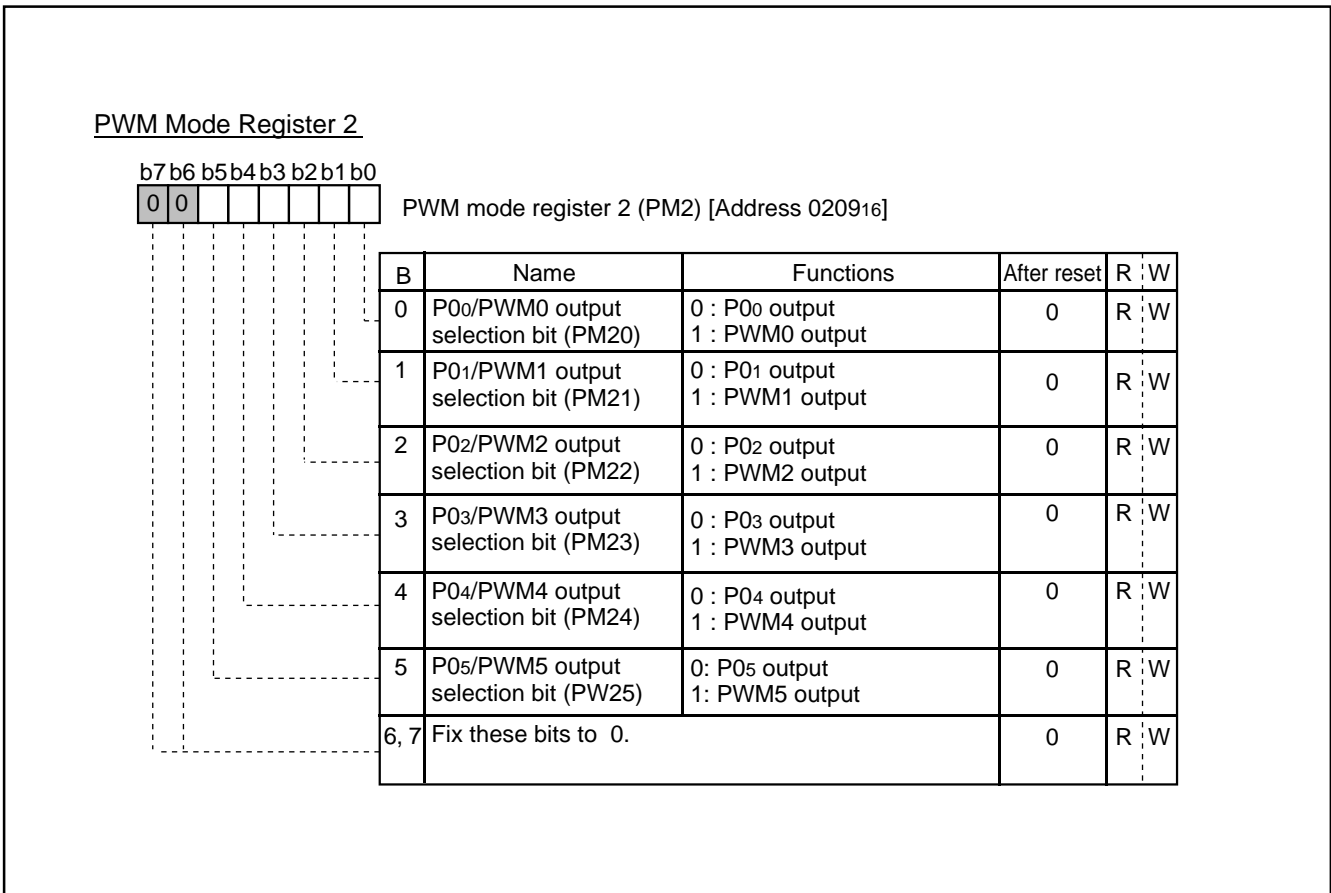 PWM Mode Register 2
b7 b6 b5 b4 b3 b2 b1 b0
0 0
PWM mode register 2 (PM2) [Address 020916]
B Name Functions After reset R W
0 P00/PWM0 output selection bit (PM20) 0 : P00 output 1 : PWM0 output 0 R W
1 P01/PWM1 output selection bit (PM21) 0 : P01 output 1 : PWM1 output 0 R W
2 P02/PWM2 output selection bit (PM22) 0 : P02 output 1 : PWM2 output 0 R W
3 P03/PWM3 output selection bit (PM23) 0 : P03 output 1 : PWM3 output 0 R W
4 P04/PWM4 output selection bit (PM24) 0 : P04 output 1 : PWM4 output 0 R W
5 P05/PWM5 output selection bit (PW25) 0: P05 output 1: PWM5 output 0 R W
6, 7 Fix these bits to 0. 0 R W